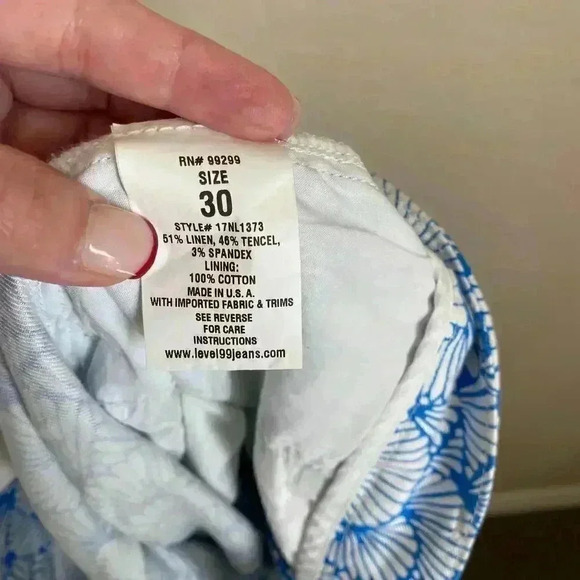 RN# 99299
SIZE
30
STYLE# 17NL1373
51% LINEN, 46% TENCEL,
3% SPANDEX
LINING:
100% COTTON
MADE IN U.S.A.
WITH IMPORTED FABRIC & TRIMS
SEE REVERSE
FOR CARE
INSTRUCTIONS
www.level99jeans.com